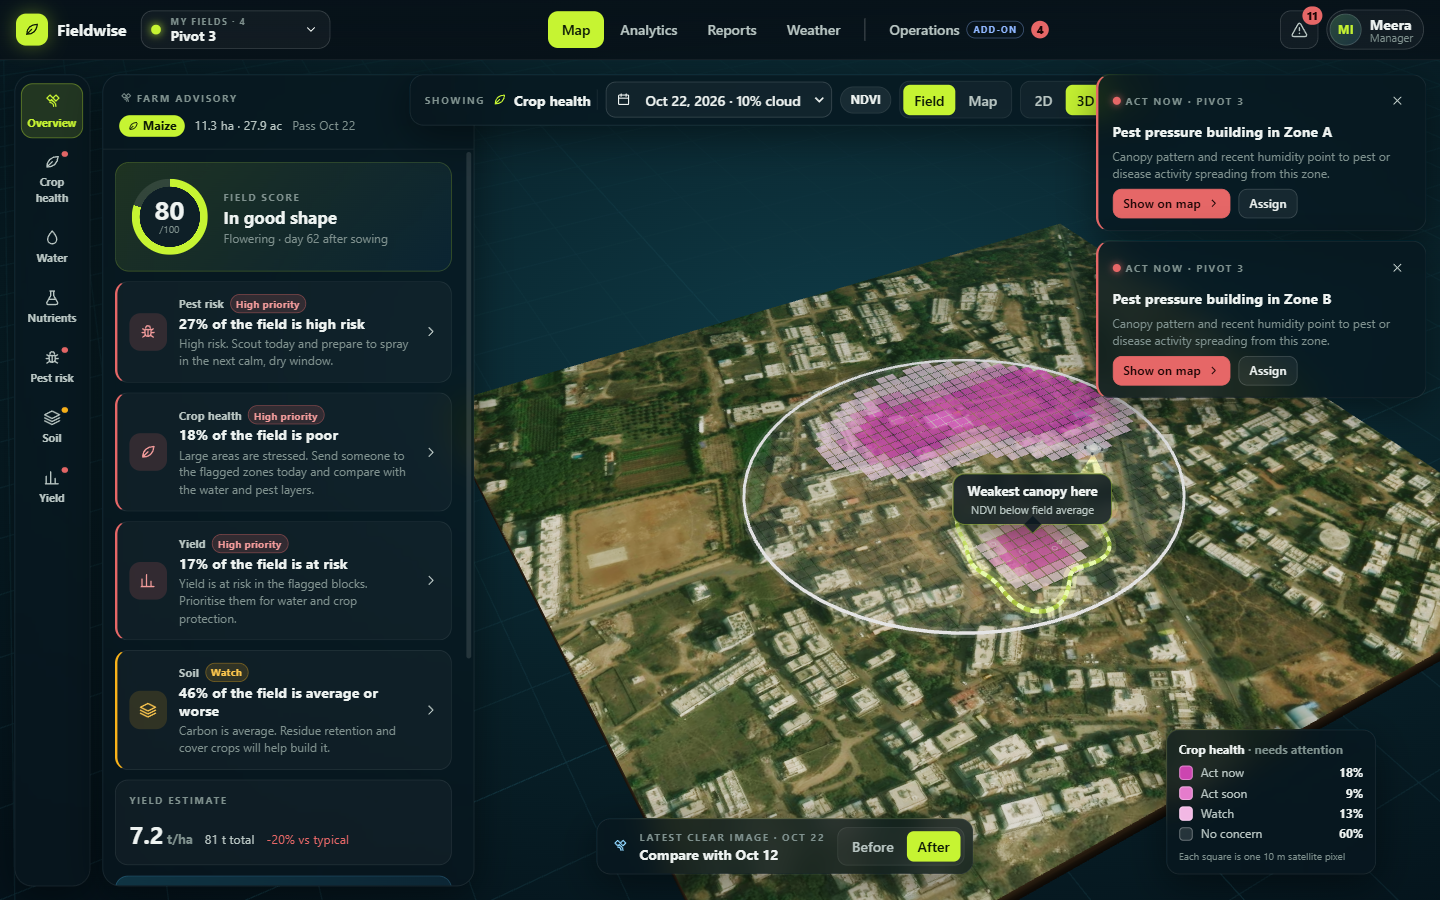 Fieldwise
MY FIELDS · 4
Pivot 3
Map
Analytics
Reports
Weather
Operations
ADD-ON
4
11
MI
Meera
Manager
Overview
Crop
health
Water
Nutrients
Pest risk
Soil
Yield
FARM ADVISORY
Maize
11.3 ha · 27.9 ac
Pass Oct 22
80
/100
FIELD SCORE
In good shape
Flowering · day 62 after sowing
Pest risk
High priority
27% of the field is high risk
High risk. Scout today and prepare to spray
in the next calm, dry window.
Crop health
High priority
18% of the field is poor
Large areas are stressed. Send someone to
the flagged zones today and compare with
the water and pest layers.
Yield
High priority
17% of the field is at risk
Yield is at risk in the flagged blocks.
Prioritise them for water and crop
protection.
Soil
Watch
46% of the field is average or
worse
Carbon is average. Residue retention and
cover crops will help build it.
YIELD ESTIMATE
7.2 t/ha
81 t total
-20% vs typical
SHOWING
Crop health
Oct 22, 2026 · 10% cloud
NDVI
Field
Map
2D
3D
ACT NOW · PIVOT 3
Pest pressure building in Zone A
Canopy pattern and recent humidity point to pest or
disease activity spreading from this zone.
Show on map
Assign
ACT NOW · PIVOT 3
Pest pressure building in Zone B
Canopy pattern and recent humidity point to pest or
disease activity spreading from this zone.
Show on map
Assign
Weakest canopy here
NDVI below field average
LATEST CLEAR IMAGE · OCT 22
Compare with Oct 12
Before
After
Crop health · needs attention
Act now 18%
Act soon 9%
Watch 13%
No concern 60%
Each square is one 10 m satellite pixel